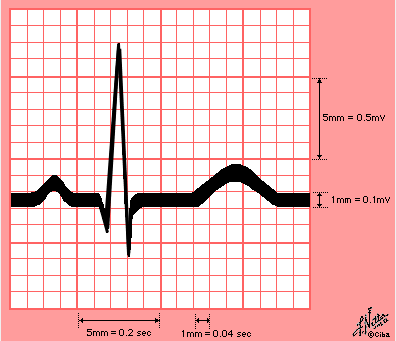 5mm = 0.5mV
1mm = 0.1mV
5mm = 0.2 sec
1mm = 0.04 sec
©Ciba